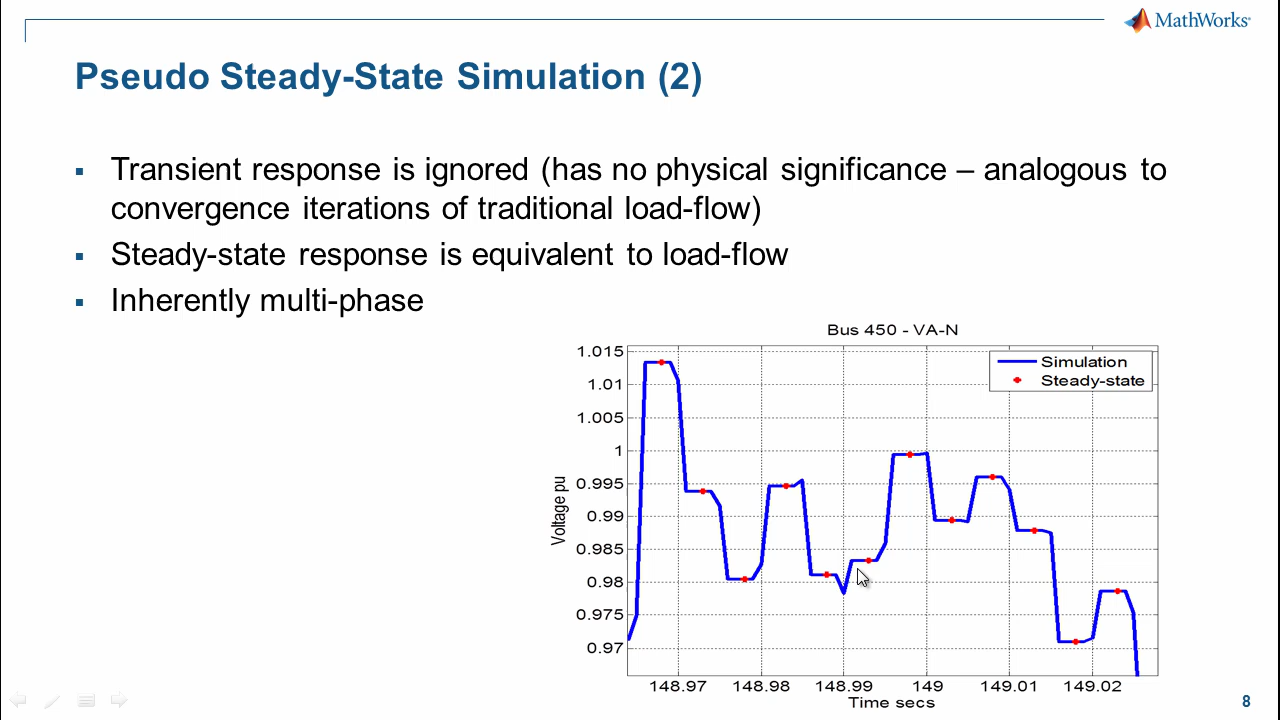 MathWorks®
Pseudo Steady-State Simulation (2)
▪ Transient response is ignored (has no physical significance – analogous to
convergence iterations of traditional load-flow)
▪ Steady-state response is equivalent to load-flow
▪ Inherently multi-phase
Bus 450 - VA-N
Simulation
Steady-state
1.015
1.01
1.005
1
0.995
0.99
0.985
0.98
0.975
0.97
Voltage pu
148.97 148.98 148.99 149 149.01 149.02
Time secs
8